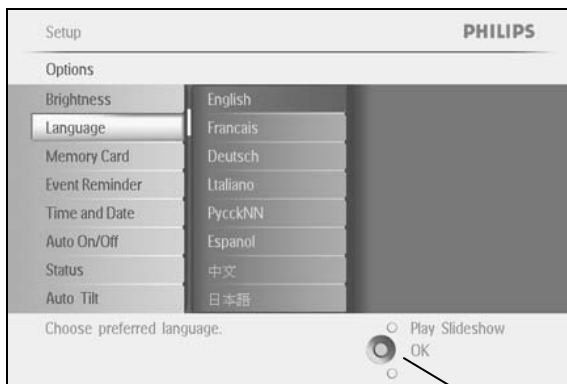 Setup
PHILIPS
Options
Brightness
English
Language
Francais
Memory Card
Deutsch
Event Reminder
Ltaliano
Time and Date
PycckNN
Auto On/Off
Espanol
Status
中文
Auto Tilt
日本語
Choose preferred language.
Play Slideshow
OK